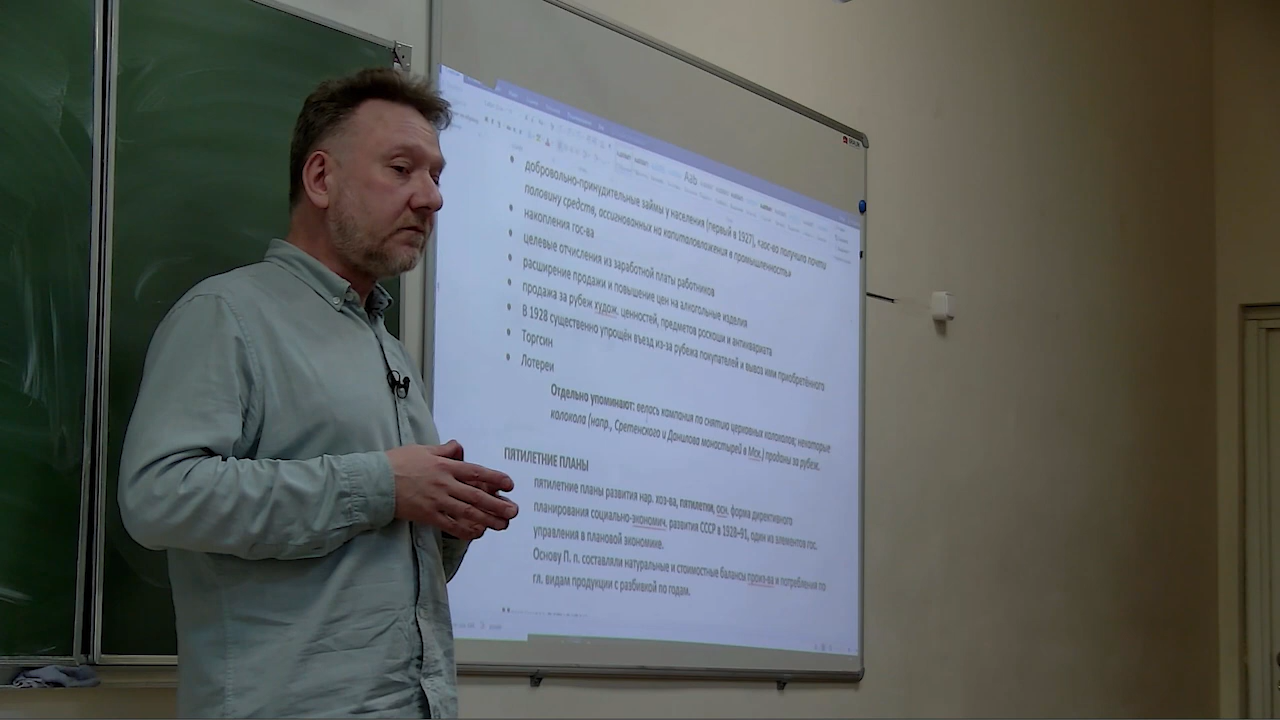 добровольно-принудительные займы у населения (первый в 1927), «гос-во получило почти
половину средств, ассигнованных на капиталовложения в промышленность»
накопления гос-ва
целевые отчисления из заработной платы работников
расширение продажи и повышение цен на алкогольные изделия
продажа за рубеж худож. ценностей, предметов роскоши и антиквариата
В 1928 существенно упрощён въезд из-за рубежа покупателей и вывоз ими приобретённого
Торгсин
Лотереи
Отдельно упоминают: велась кампания по снятию церковных колоколов; некоторые
колокола (напр., Сретенского и Данилова монастырей в Мск.) проданы за рубеж.
ПЯТИЛЕТНИЕ ПЛАНЫ
пятилетние планы развития нар. хоз-ва, пятилетки, осн. форма директивного
планирования социально-экономич. развития СССР в 1928–91, один из элементов гос.
управления в плановой экономике.
Основу П. п. составляли натуральные и стоимостные балансы произ-ва и потребления по
гл. видам продукции с разбивкой по годам.